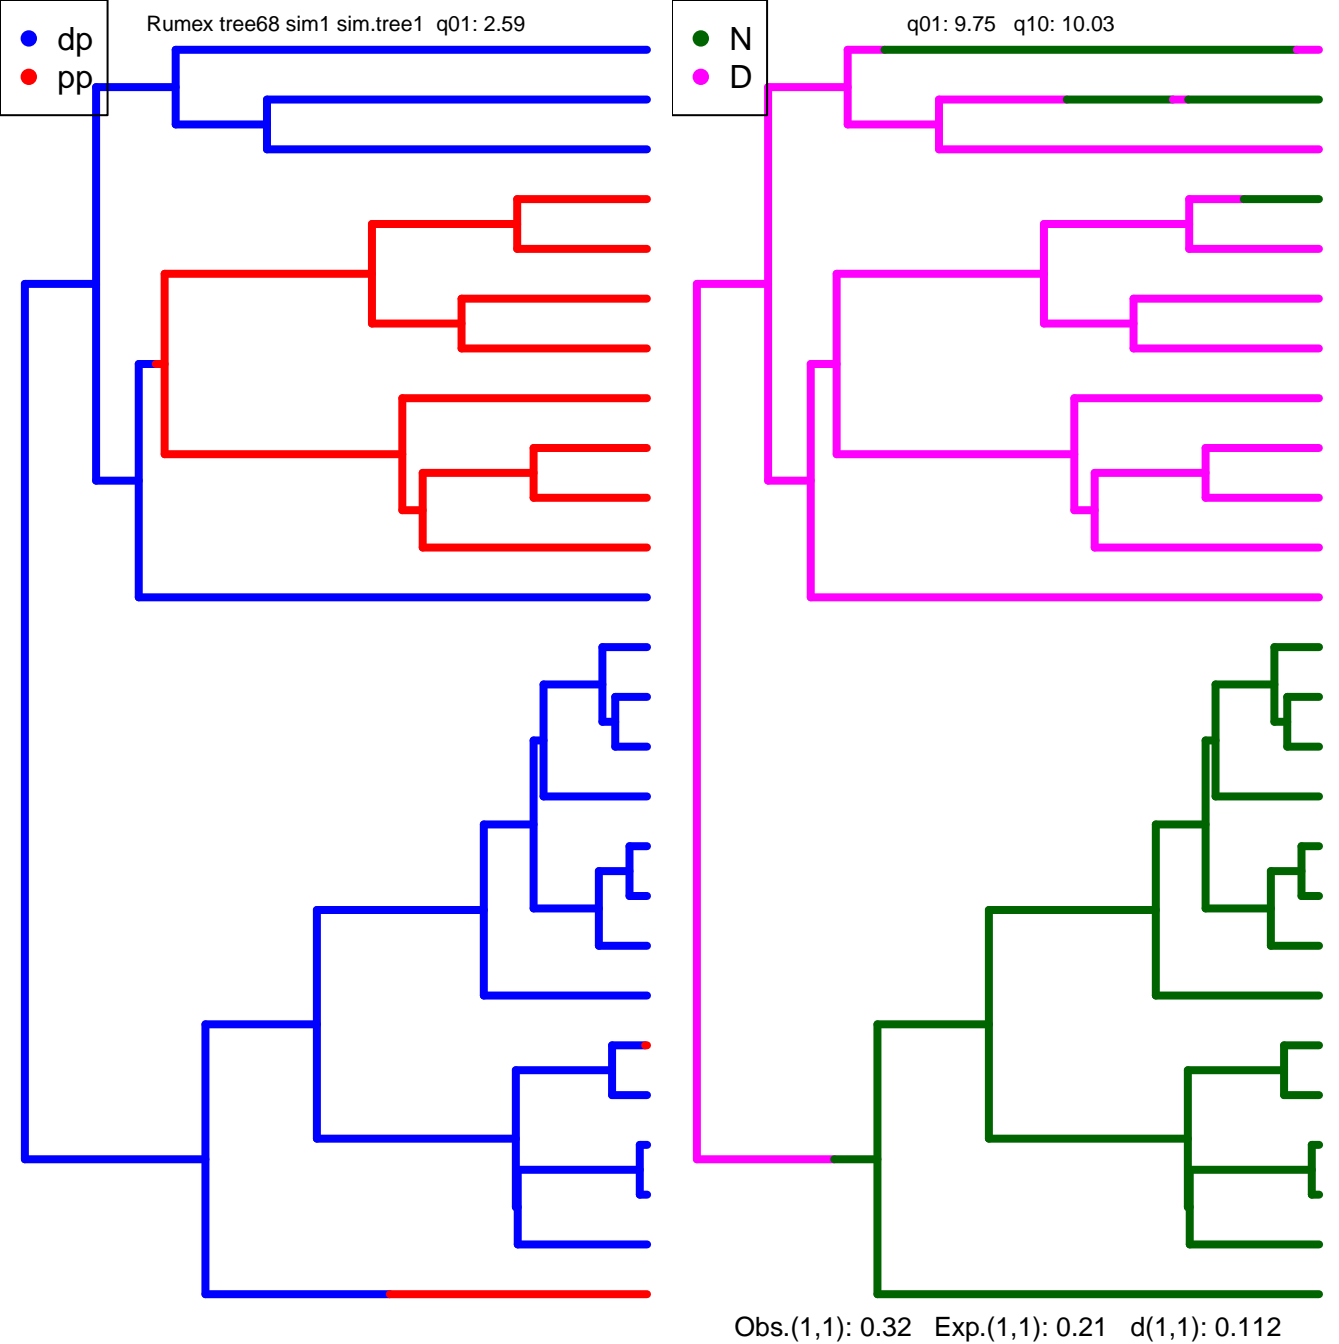 Rumex tree68 sim1 sim.tree1 q01: 2.59
dp
pp
q01: 9.75 q10: 10.03
N
D
Obs.(1,1): 0.32 Exp.(1,1): 0.21 d(1,1): 0.112